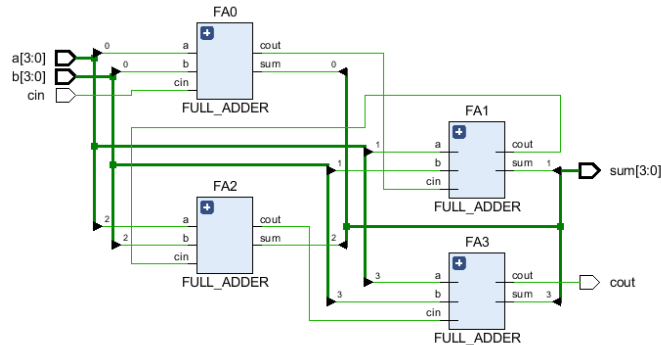 FA0
a[3:0]
b[3:0]
cin
0
0
a
b
cin
cout
sum
0
FULL_ADDER
FA1
1
1
a
b
cin
cout
sum
1
FULL_ADDER
sum[3:0]
FA2
2
2
a
b
cin
cout
sum
2
FULL_ADDER
FA3
3
3
a
b
cin
cout
sum
3
FULL_ADDER
cout